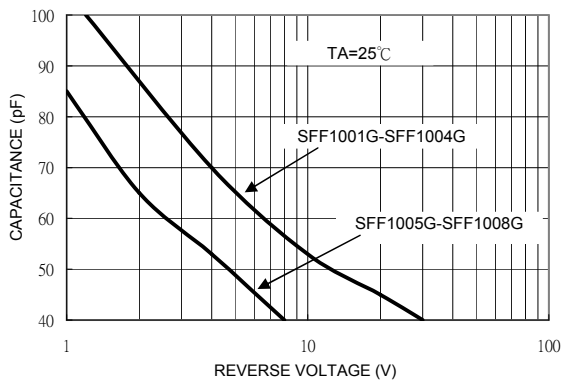 100
90
80
70
60
50
40
CAPACITANCE (pF)
TA=25℃
SFF1001G-SFF1004G
SFF1005G-SFF1008G
1
10
100
REVERSE VOLTAGE (V)